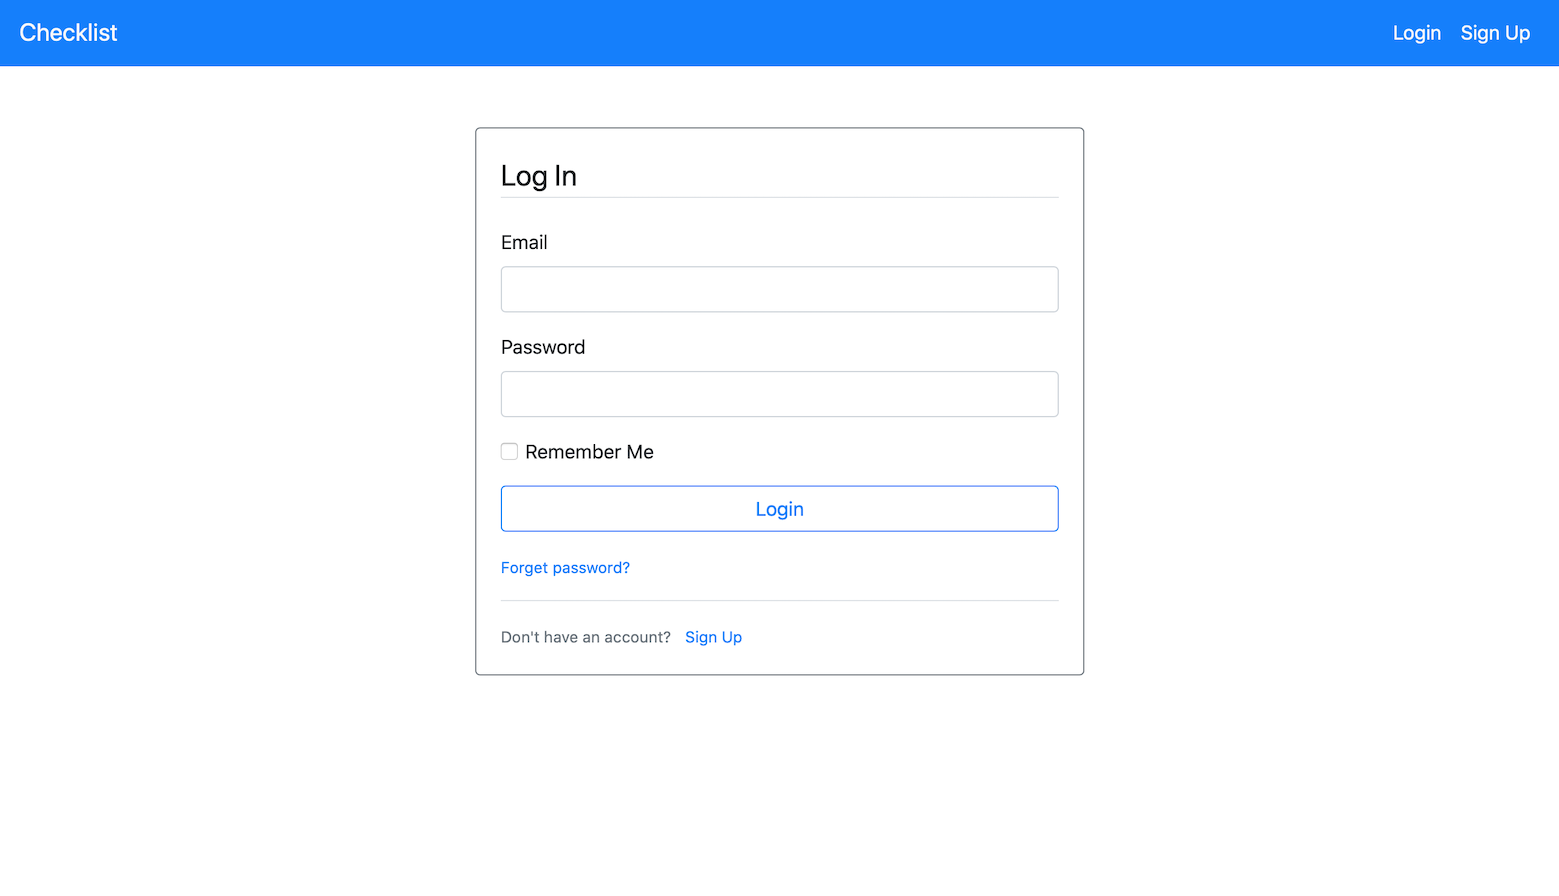 Checklist
Login Sign Up
Log In
Email
Password
Remember Me
Login
Forget password?
Don't have an account? Sign Up